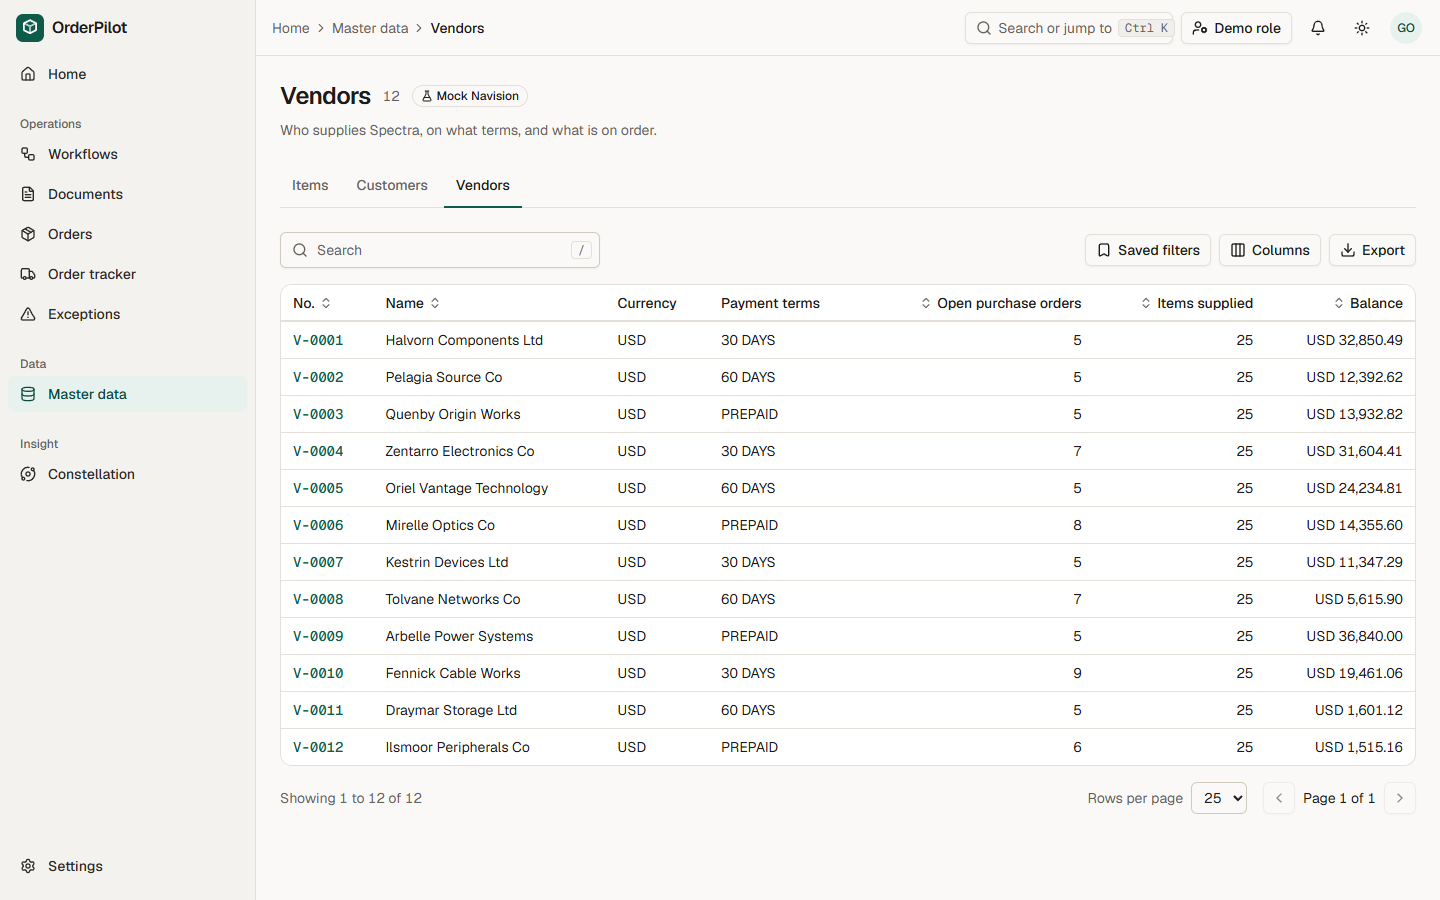 OrderPilot
Home
Operations
Workflows
Documents
Orders
Order tracker
Exceptions
Data
Master data
Insight
Constellation
Settings
Home > Master data > Vendors
Search or jump to Ctrl K
Demo role
GO
Vendors 12 Mock Navision
Who supplies Spectra, on what terms, and what is on order.
Items Customers Vendors
Search /
Saved filters Columns Export
No. Name Currency Payment terms Open purchase orders Items supplied Balance
V-0001 Halvorn Components Ltd USD 30 DAYS 5 25 USD 32,850.49
V-0002 Pelagia Source Co USD 60 DAYS 5 25 USD 12,392.62
V-0003 Quenby Origin Works USD PREPAID 5 25 USD 13,932.82
V-0004 Zentarro Electronics Co USD 30 DAYS 7 25 USD 31,604.41
V-0005 Oriel Vantage Technology USD 60 DAYS 5 25 USD 24,234.81
V-0006 Mirelle Optics Co USD PREPAID 8 25 USD 14,355.60
V-0007 Kestrin Devices Ltd USD 30 DAYS 5 25 USD 11,347.29
V-0008 Tolvane Networks Co USD 60 DAYS 7 25 USD 5,615.90
V-0009 Arbelle Power Systems USD PREPAID 5 25 USD 36,840.00
V-0010 Fennick Cable Works USD 30 DAYS 9 25 USD 19,461.06
V-0011 Draymar Storage Ltd USD 60 DAYS 5 25 USD 1,601.12
V-0012 Ilsmoor Peripherals Co USD PREPAID 6 25 USD 1,515.16
Showing 1 to 12 of 12
Rows per page 25 Page 1 of 1